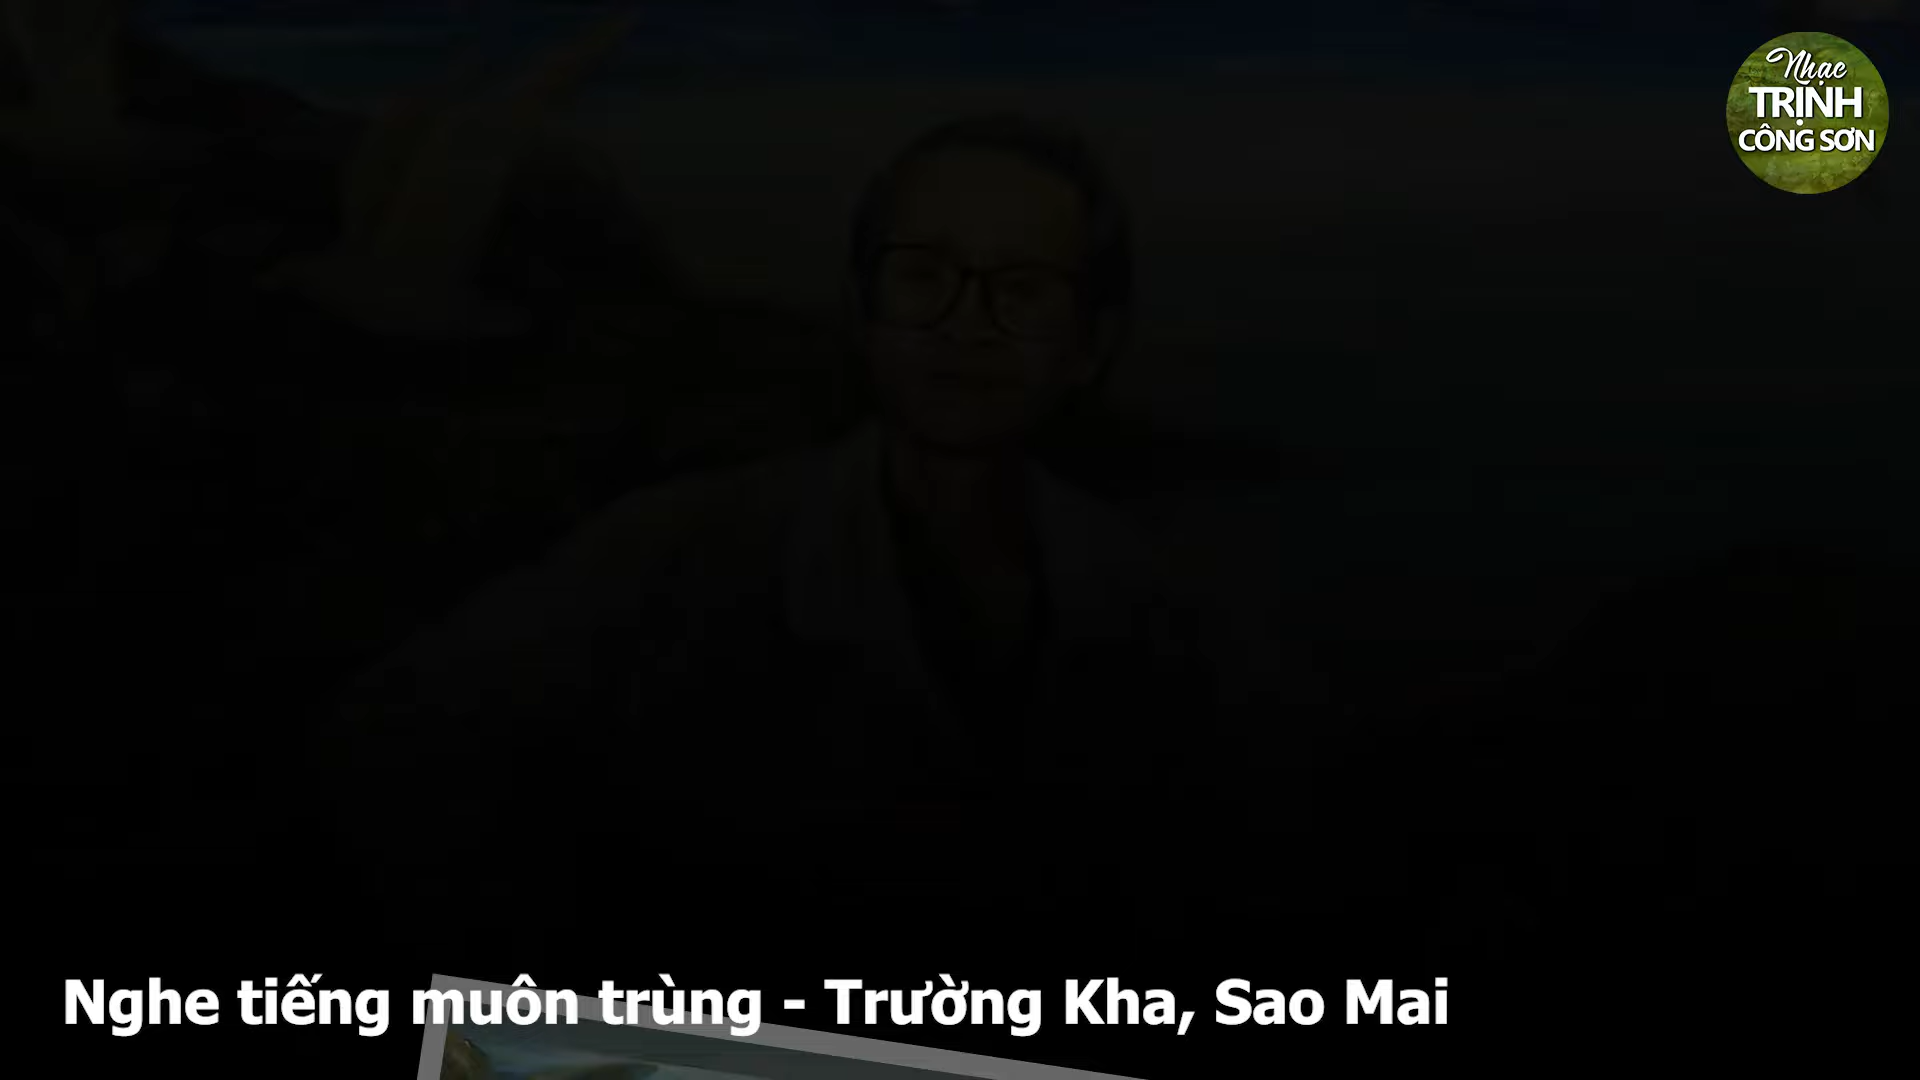 Nhạc
TRỊNH
CÔNG SƠN
Nghe tiếng muôn trùng - Trường Kha, Sao Mai